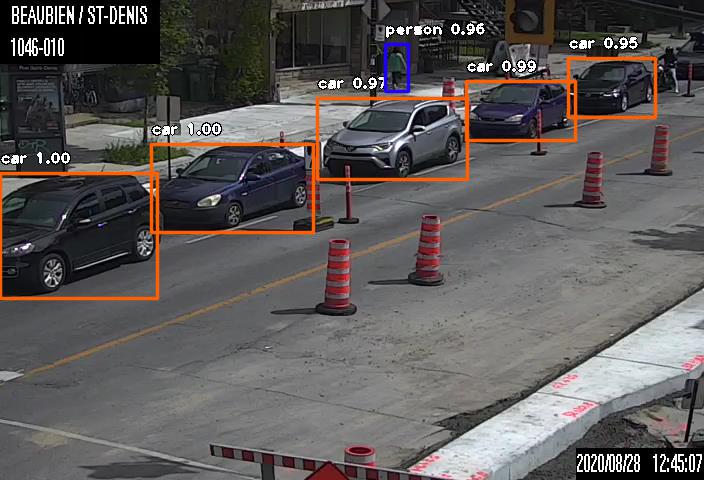 BEAUBIEN / ST-DENIS
1046-010
person 0.96
car 0.95
car 0.99
car 0.97
car 1.00
car 1.00
2020/08/28 12:45:07